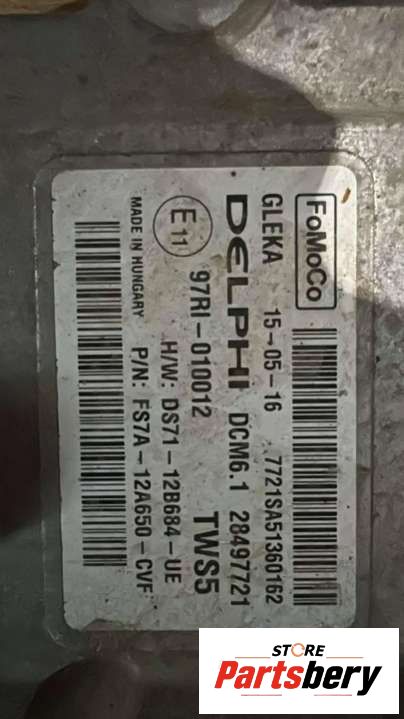 FoMoCo
GLEKA 15-05-16 7721SA51360162
DELPHI DCM6.1 28497721
E11 97RI-010012 TWS5
H/W: DS71-12B684-UE
MADE IN HUNGARY P/N: FS7A-12A650-CVF
STORE
Partsbery